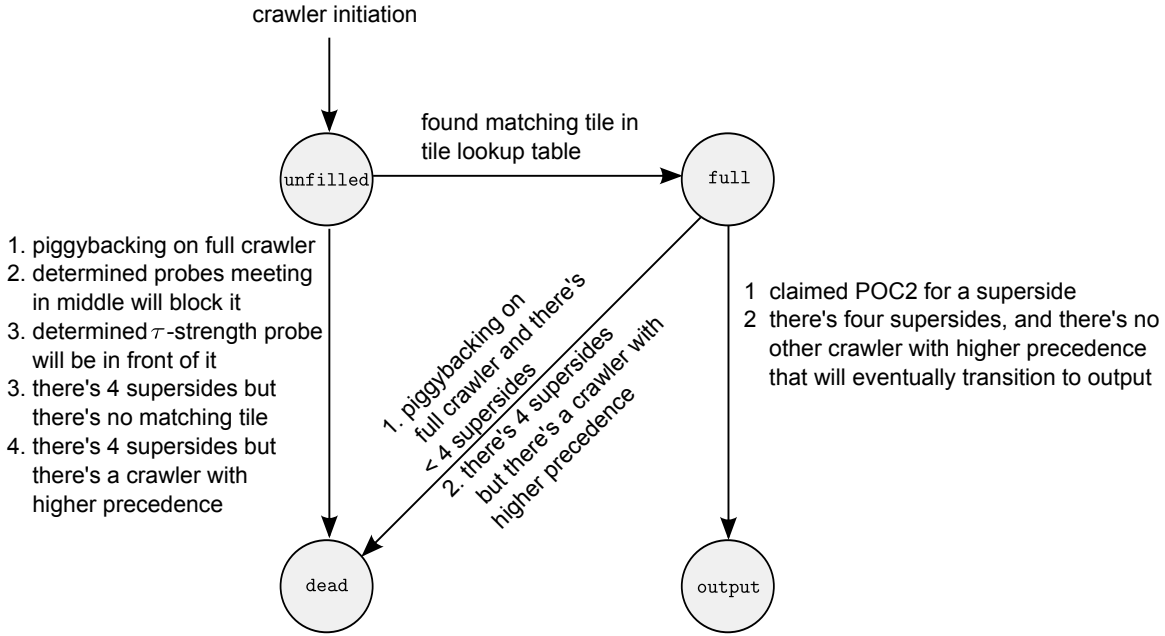 crawler initiation
found matching tile in
tile lookup table
unfilled
full
1. piggybacking on full crawler
2. determined probes meeting
in middle will block it
3. determined τ-strength probe
will be in front of it
3. there's 4 supersides but
there's no matching tile
4. there's 4 supersides but
there's a crawler with
higher precedence
1. piggybacking on
full crawler and there's
< 4 supersides
2. there's 4 supersides
but there's a crawler with
higher precedence
1 claimed POC2 for a superside
2 there's four supersides, and there's no
other crawler with higher precedence
that will eventually transition to output
dead
output